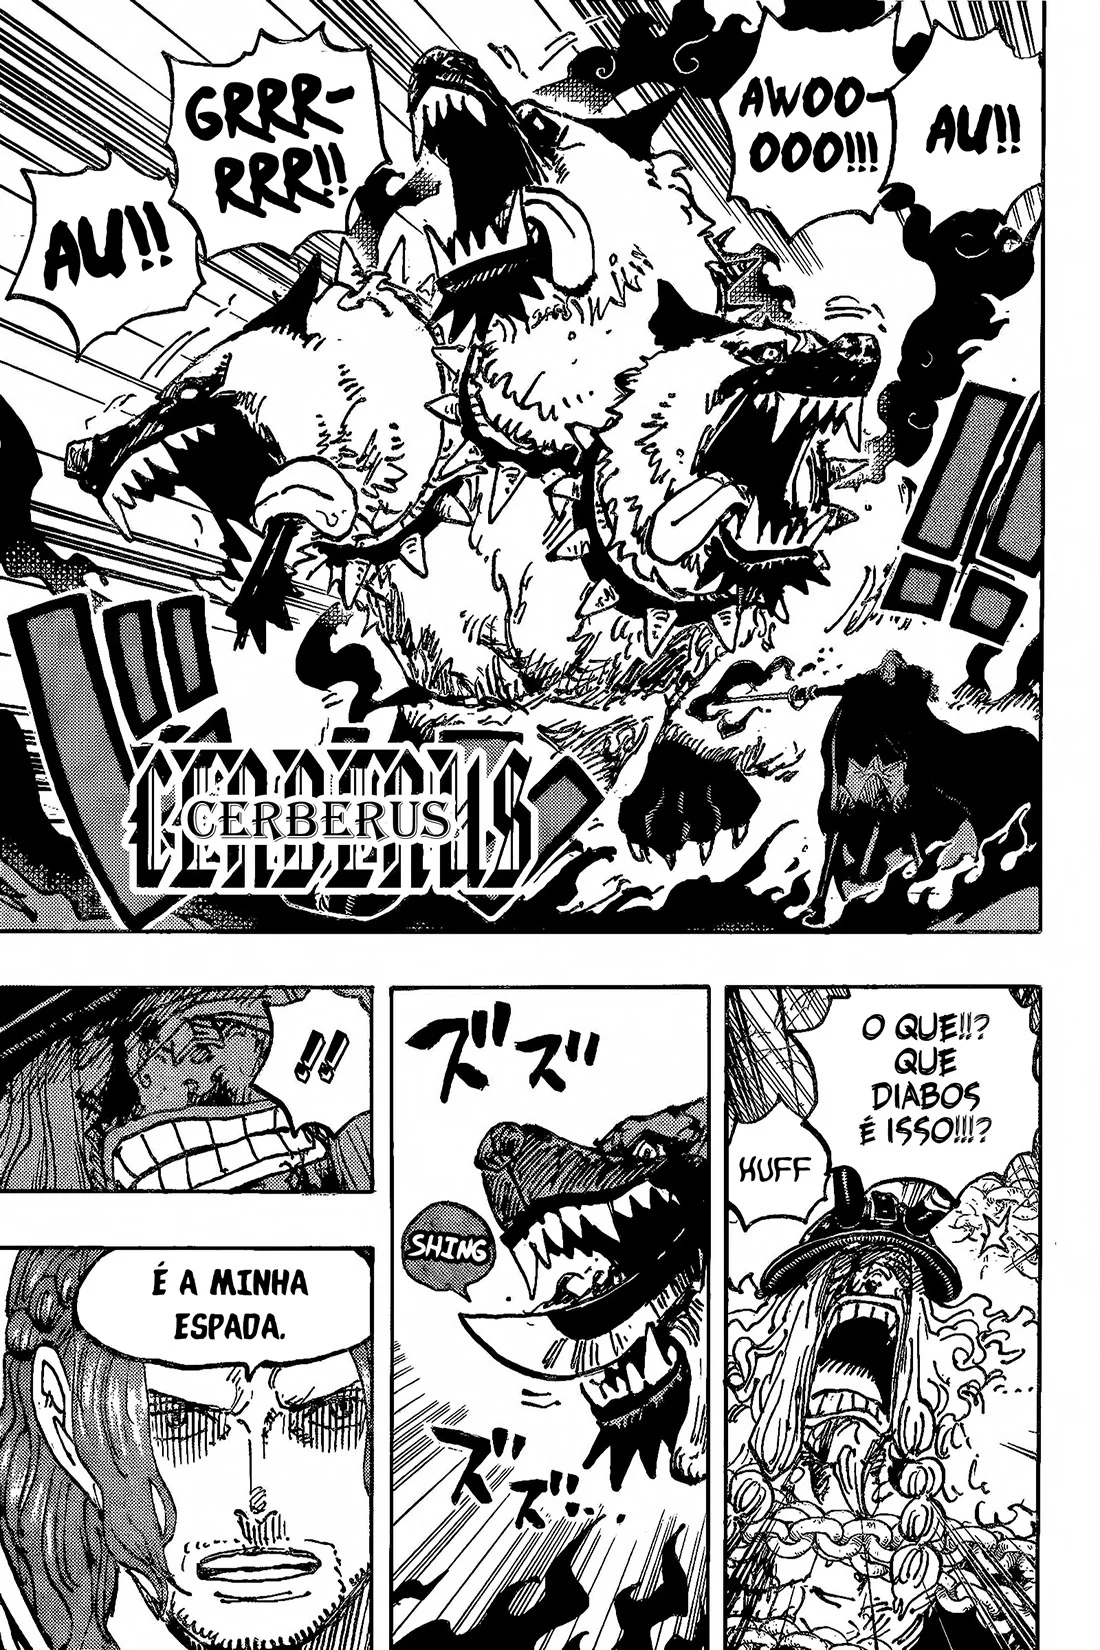 AU!!
AWOO-
OOO!!!
GRRR-
RRR!!
AU!!
CERBERUS
O QUE!!?
QUE
DIABOS
É ISSO!!!?
HUFF
ズズ
SHING
ズズ
!!
É A MINHA
ESPADA.